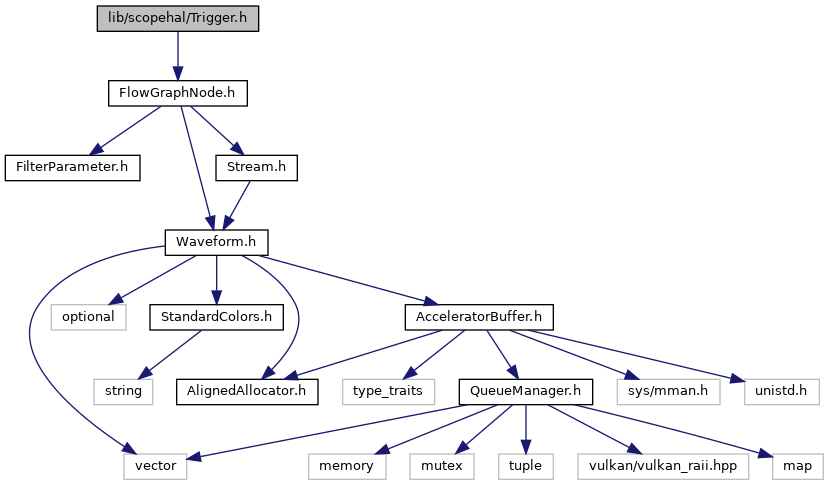 lib/scopehal/Trigger.h
FlowGraphNode.h
FilterParameter.h
Stream.h
Waveform.h
optional
StandardColors.h
AcceleratorBuffer.h
string
AlignedAllocator.h
type_traits
QueueManager.h
sys/mman.h
unistd.h
vector
memory
mutex
tuple
vulkan/vulkan_raii.hpp
map